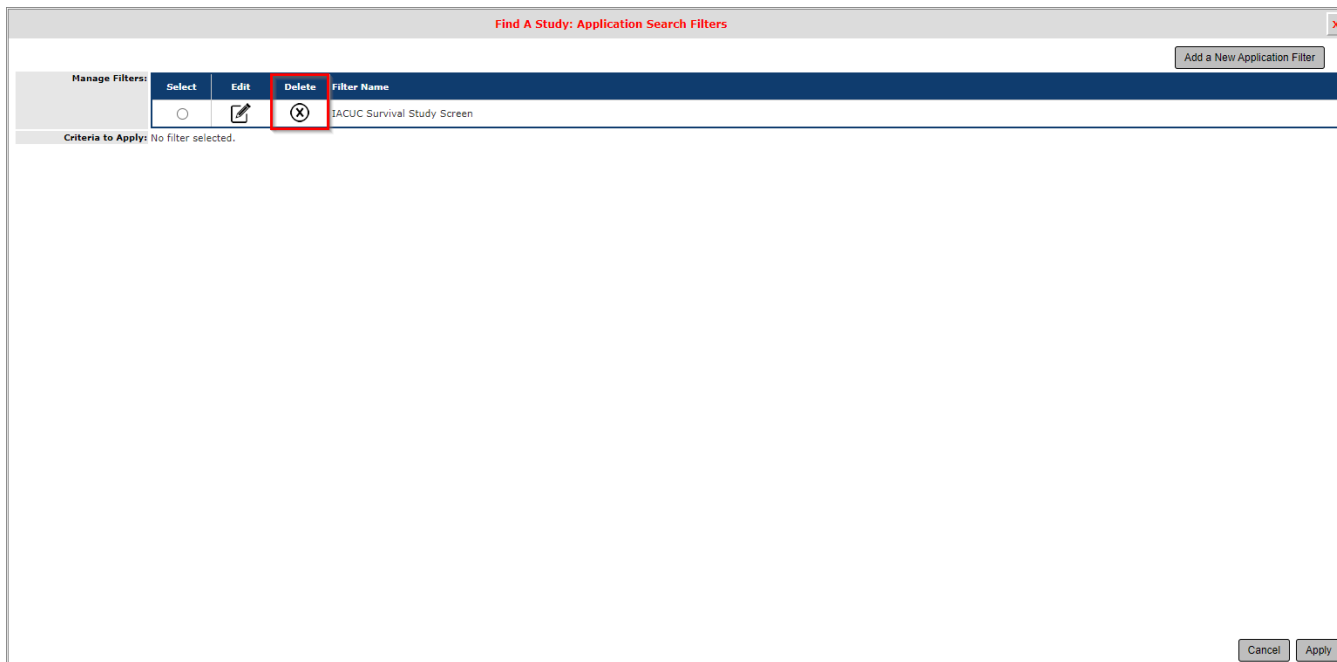 Find A Study: Application Search Filters
X
Add a New Application Filter
Manage Filters:
Select Edit Delete Filter Name
IACUC Survival Study Screen
Criteria to Apply: No filter selected.
Cancel Apply